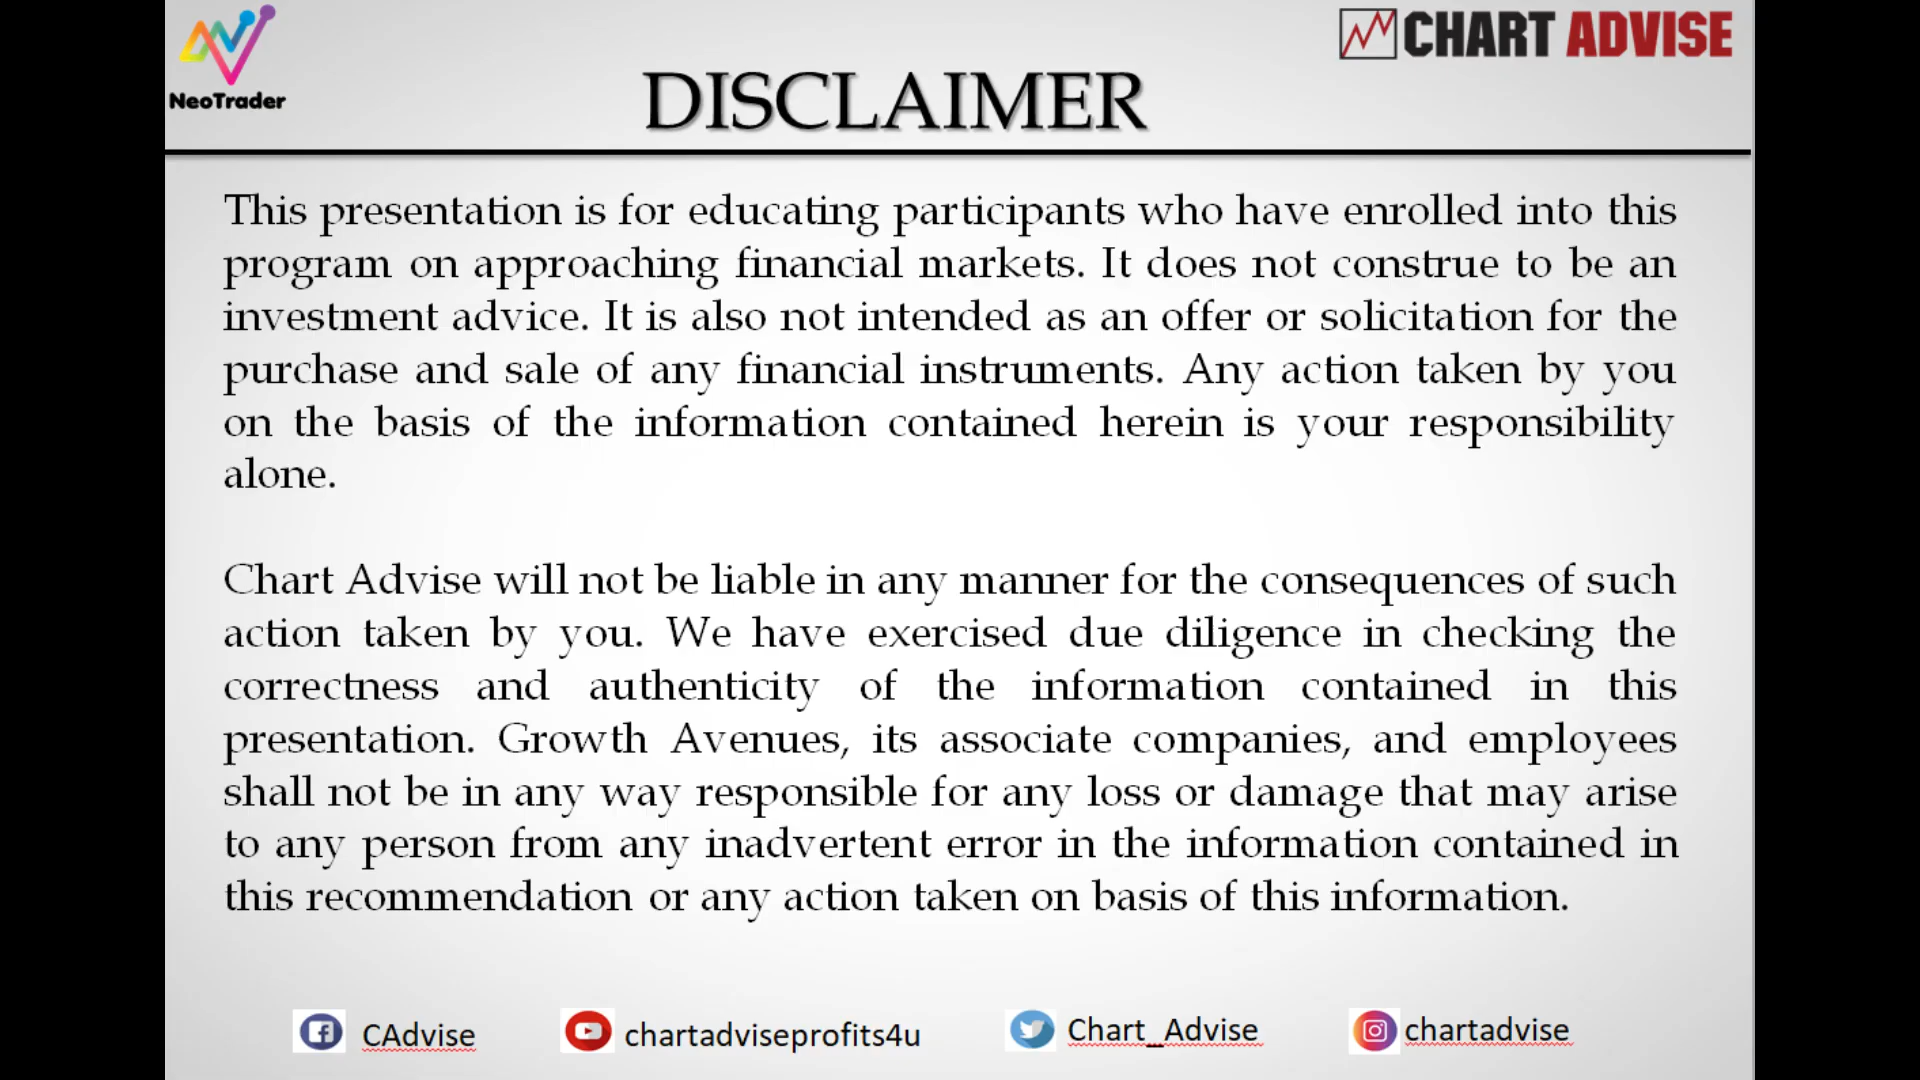 NeoTrader
CHART ADVISE
DISCLAIMER
This presentation is for educating participants who have enrolled into this
program on approaching financial markets. It does not construe to be an
investment advice. It is also not intended as an offer or solicitation for the
purchase and sale of any financial instruments. Any action taken by you
on the basis of the information contained herein is your responsibility
alone.
Chart Advise will not be liable in any manner for the consequences of such
action taken by you. We have exercised due diligence in checking the
correctness and authenticity of the information contained in this
presentation. Growth Avenues, its associate companies, and employees
shall not be in any way responsible for any loss or damage that may arise
to any person from any inadvertent error in the information contained in
this recommendation or any action taken on basis of this information.
CAdvise chartadviseprofits4u Chart_Advise chartadvise